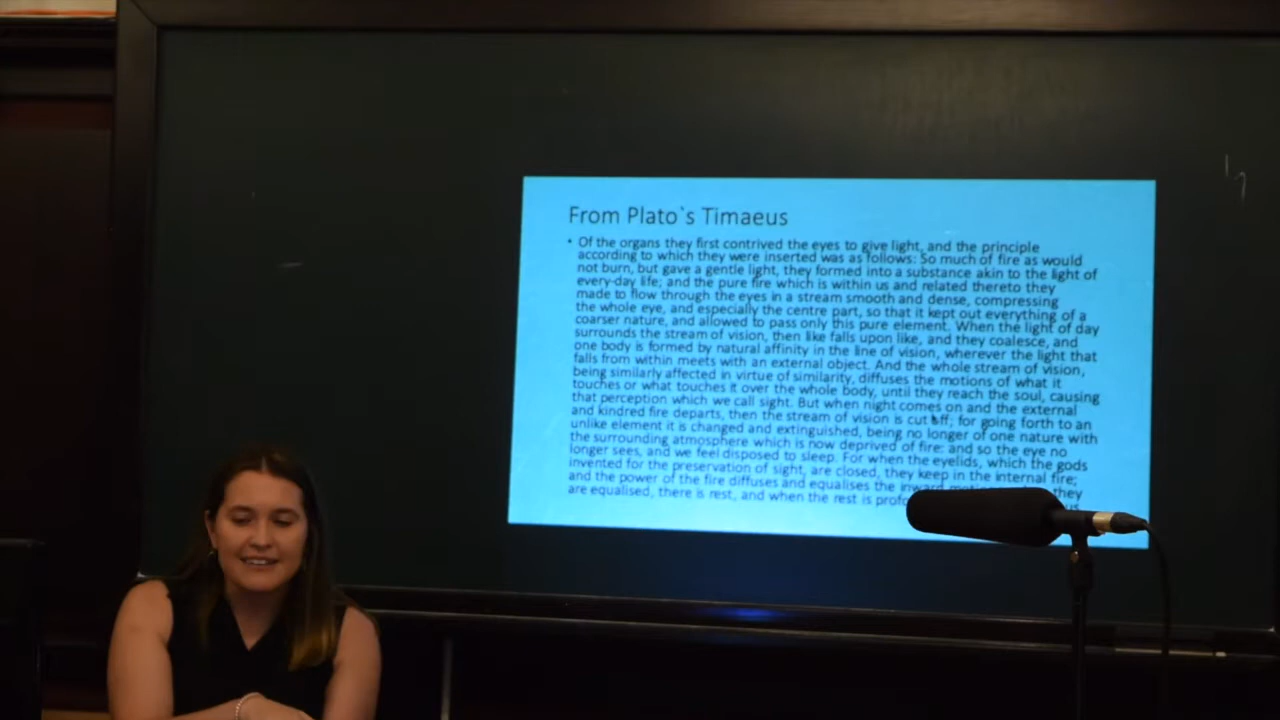 From Plato`s Timaeus
• Of the organs they first contrived the eyes to give light, and the principle
according to which they were inserted was as follows: So much of fire as would
not burn, but gave a gentle light, they formed into a substance akin to the light of
every-day life; and the pure fire which is within us and related thereto they
made to flow through the eyes in a stream smooth and dense, compressing
the whole eye, and especially the centre part, so that it kept out everything of a
coarser nature, and allowed to pass only this pure element. When the light of day
surrounds the stream of vision, then like falls upon like, and they coalesce, and
one body is formed by natural affinity in the line of vision, wherever the light that
falls from within meets with an external object. And the whole stream of vision,
being similarly affected in virtue of similarity, diffuses the motions of what it
touches or what touches it over the whole body, until they reach the soul, causing
that perception which we call sight. But when night comes on and the external
and kindred fire departs, then the stream of vision is cut off; for going forth to an
unlike element it is changed and extinguished, being no longer of one nature with
the surrounding atmosphere which is now deprived of fire: and so the eye no
longer sees, and we feel disposed to sleep. For when the eyelids, which the gods
invented for the preservation of sight, are closed, they keep in the internal fire;
and the power of the fire diffuses and equalises the inward they
are equalised, there is rest, and when the rest is